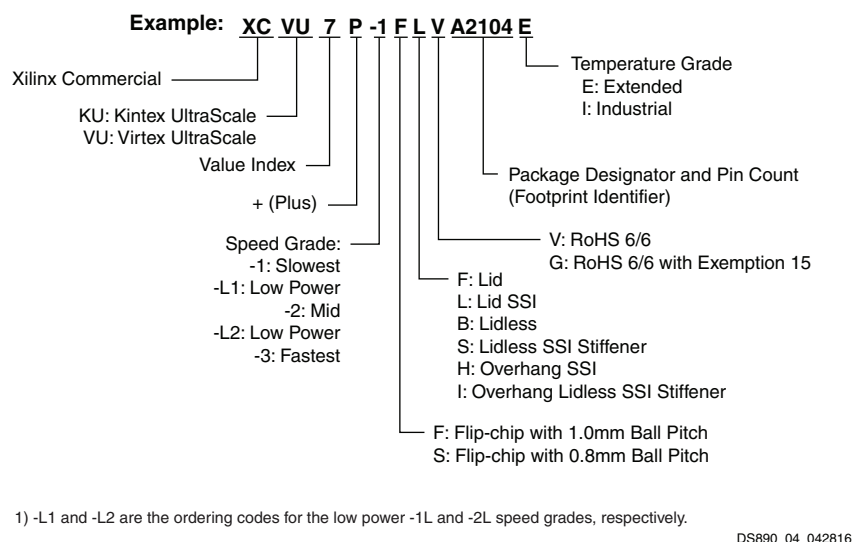 Example: XC VU 7 P -1 F L V A2104 E
Xilinx Commercial
KU: Kintex UltraScale
VU: Virtex UltraScale
Value Index
+ (Plus)
Speed Grade:
-1: Slowest
-L1: Low Power
-2: Mid
-L2: Low Power
-3: Fastest
Temperature Grade
E: Extended
I: Industrial
Package Designator and Pin Count
(Footprint Identifier)
V: RoHS 6/6
G: RoHS 6/6 with Exemption 15
F: Lid
L: Lid SSI
B: Lidless
S: Lidless SSI Stiffener
H: Overhang SSI
I: Overhang Lidless SSI Stiffener
F: Flip-chip with 1.0mm Ball Pitch
S: Flip-chip with 0.8mm Ball Pitch
1) -L1 and -L2 are the ordering codes for the low power -1L and -2L speed grades, respectively.
DS890_04_042816